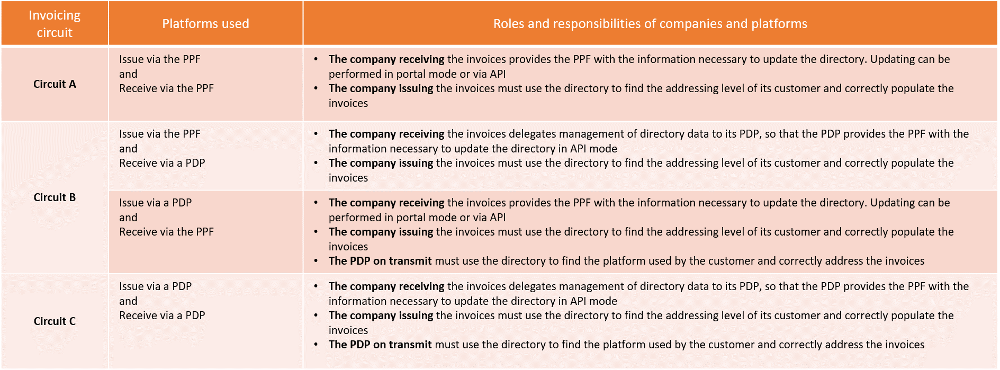 Invoicing
circuit
Platforms used
Roles and responsibilities of companies and platforms
Circuit A
Issue via the PPF
and
Receive via the PPF
• The company receiving the invoices provides the PPF with the information necessary to update the directory. Updating can be
performed in portal mode or via API
• The company issuing the invoices must use the directory to find the addressing level of its customer and correctly populate the
invoices
Circuit B
Issue via the PPF
and
Receive via a PDP
• The company receiving the invoices delegates management of directory data to its PDP, so that the PDP provides the PPF with the
information necessary to update the directory in API mode
• The company issuing the invoices must use the directory to find the addressing level of its customer and correctly populate the
invoices
Issue via a PDP
and
Receive via the PPF
• The company receiving the invoices provides the PPF with the information necessary to update the directory. Updating can be
performed in portal mode or via API
• The company issuing the invoices must use the directory to find the addressing level of its customer and correctly populate the
invoices
• The PDP on transmit must use the directory to find the platform used by the customer and correctly address the invoices
Circuit C
Issue via a PDP
and
Receive via a PDP
• The company receiving the invoices delegates management of directory data to its PDP, so that the PDP provides the PPF with the
information necessary to update the directory in API mode
• The company issuing the invoices must use the directory to find the addressing level of its customer and correctly populate the
invoices
• The PDP on transmit must use the directory to find the platform used by the customer and correctly address the invoices